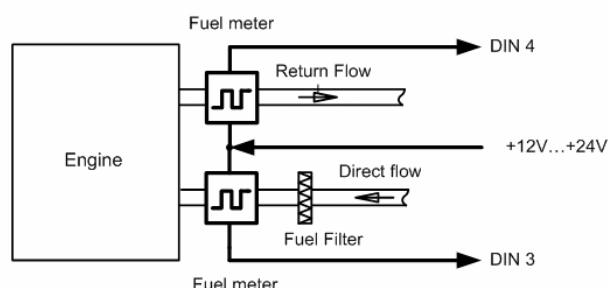 Fuel meter
DIN 4
Return Flow
+12V...+24V
Engine
Direct flow
Fuel Filter
DIN 3
Fuel meter